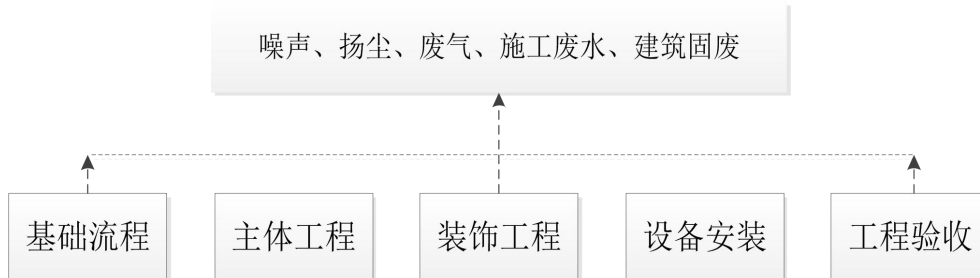 噪声、扬尘、废气、施工废水、建筑固废
基础流程
主体工程
装饰工程
设备安装
工程验收